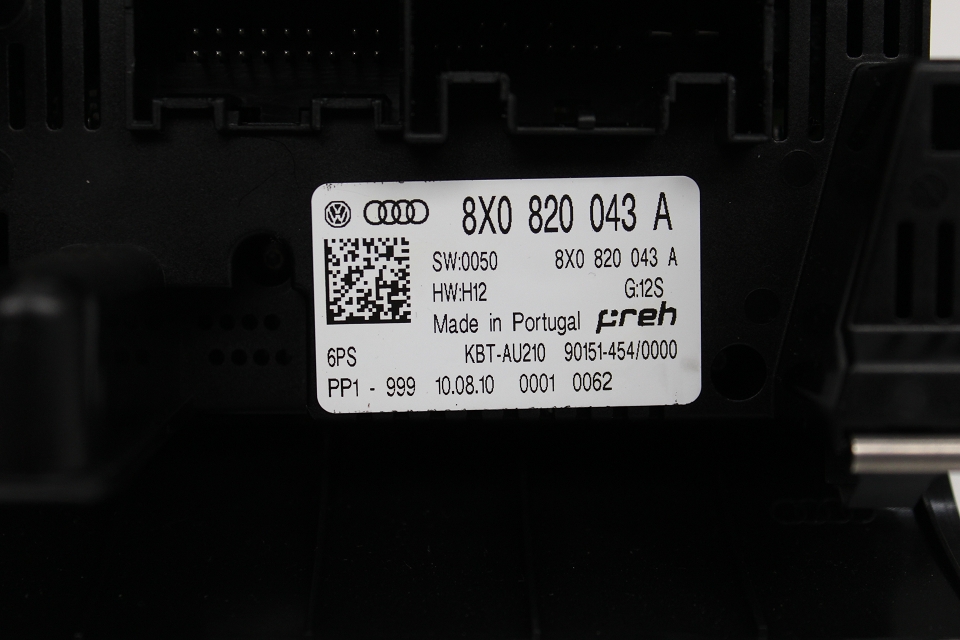 8X0 820 043 A
SW:0050 8X0 820 043 A
HW:H12 G:12S
Made in Portugal preh
6PS KBT-AU210 90151-454/0000
PP1 - 999 10.08.10 0001 0062